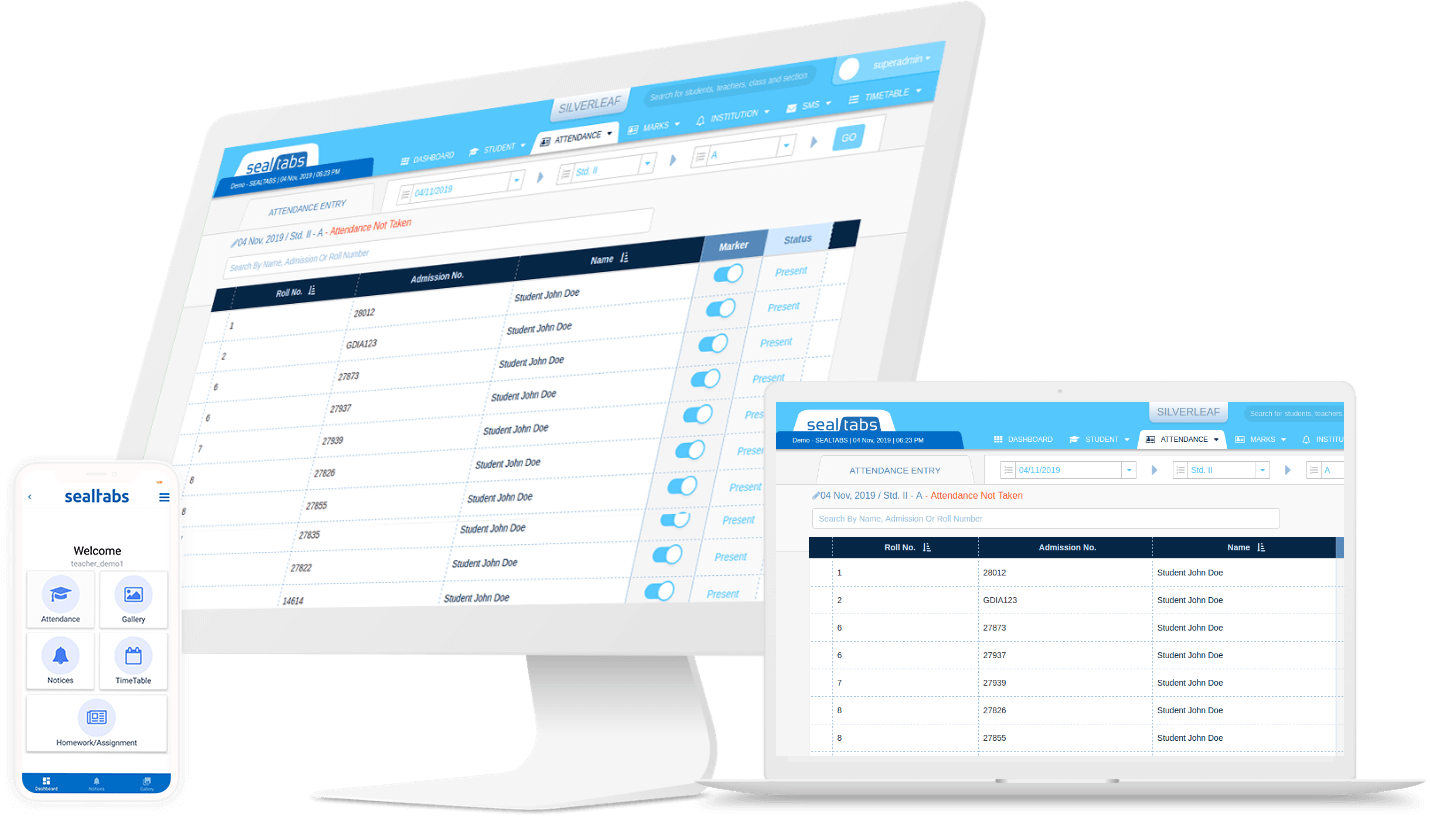 SILVERLEAF
Search for students, teachers, class and section
superadmin
sealtabs
Demo - SEALTABS | 04 Nov, 2019 | 06:23 PM
DASHBOARD STUDENT ATTENDANCE MARKS INSTITUTION SMS TIMETABLE
ATTENDANCE ENTRY 04/11/2019 Std. II A GO
04 Nov, 2019 / Std. II - A - Attendance Not Taken
Search By Name, Admission Or Roll Number
Roll No. Admission No. Name Marker Status
1 28012 Student John Doe Present
2 GDIA123 Student John Doe Present
6 27873 Student John Doe Present
6 27937 Student John Doe Present
7 27939 Student John Doe Pres
8 27826 Student John Doe Prese
8 27855 Student John Doe Present
27835 Student John Doe Present
27822 Student John Doe Present
14614 Student John Doe Present
sealtabs
Welcome
teacher_demo1
Attendance Gallery
Notices TimeTable
Homework/Assignment
Dashboard Notices Gallery
SILVERLEAF Search for students, teachers
sealtabs
Demo - SEALTABS | 04 Nov, 2019 | 06:23 PM
DASHBOARD STUDENT ATTENDANCE MARKS INSTITU
ATTENDANCE ENTRY 04/11/2019 Std. II A
04 Nov, 2019 / Std. II - A - Attendance Not Taken
Search By Name, Admission Or Roll Number
Roll No. Admission No. Name
1 28012 Student John Doe
2 GDIA123 Student John Doe
6 27873 Student John Doe
6 27937 Student John Doe
7 27939 Student John Doe
8 27826 Student John Doe
8 27855 Student John Doe